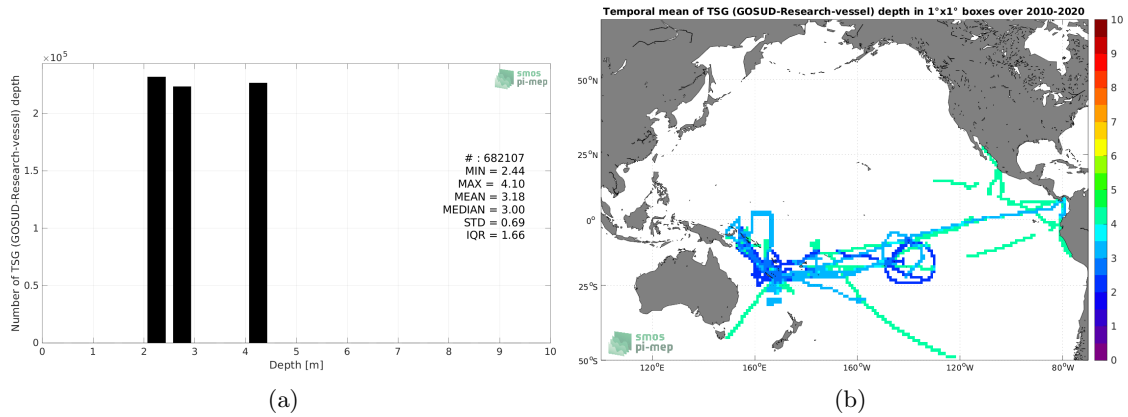 ×10⁵
2
1.5
1
0.5
0
Number of TSG (GOSUD-Research-vessel) depth
smos
pi-mep
# : 682107
MIN = 2.44
MAX = 4.10
MEAN = 3.18
MEDIAN = 3.00
STD = 0.69
IQR = 1.66
0 1 2 3 4 5 6 7 8 9 10
Depth [m]
(a)
Temporal mean of TSG (GOSUD-Research-vessel) depth in 1°x1° boxes over 2010-2020
50°N
25°N
0°
25°S
50°S
smos
pi-mep
120°E 160°E 160°W 120°W 80°W
10
9
8
7
6
5
4
3
2
1
0
(b)